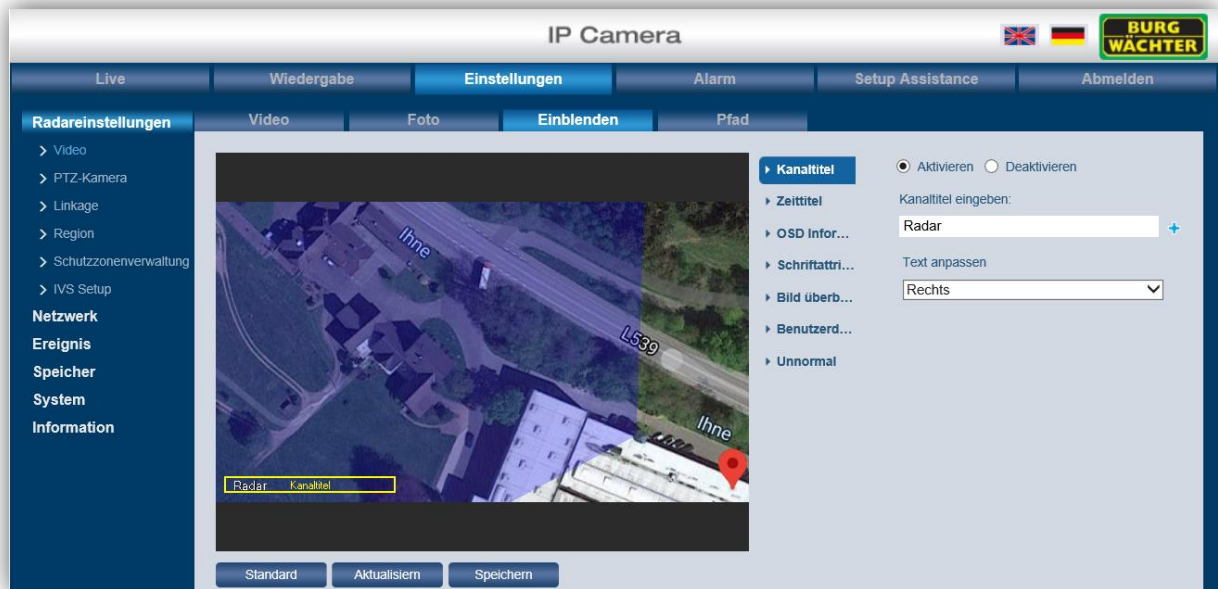 IP Camera
BURG
WÄCHTER
Live Wiedergabe Einstellungen Alarm Setup Assistance Abmelden
Radareinstellungen
Video
PTZ-Kamera
Linkage
Region
Schutzzonenverwaltung
IVS Setup
Netzwerk
Ereignis
Speicher
System
Information
Video Foto Einblenden Pfad
Ihne
L539
Ihne
Radar Kanaltitel
Standard Aktualisiern Speichern
Kanaltitel
Zeittitel
OSD Infor...
Schriftattri...
Bild überb...
Benutzerd...
Unnormal
Aktivieren Deaktivieren
Kanaltitel eingeben:
Radar
Text anpassen
Rechts